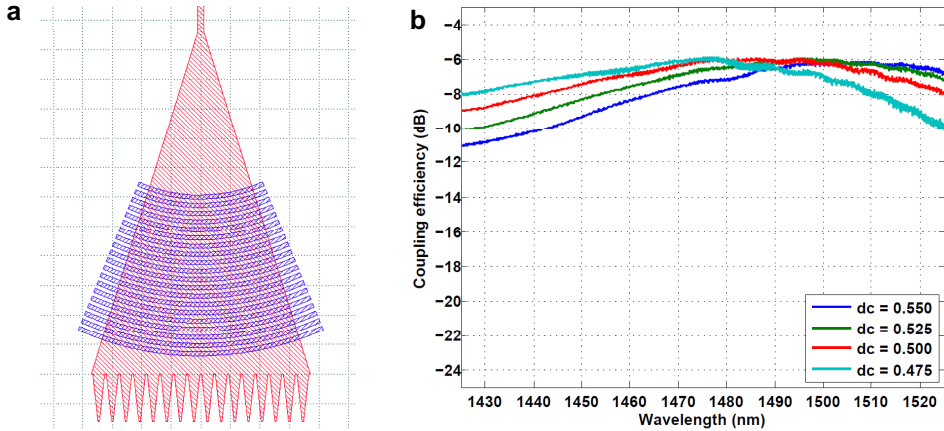 a
b
−4
−6
−8
−10
−12
−14
−16
−18
−20
−22
−24
Coupling efficiency (dB)
dc = 0.550
dc = 0.525
dc = 0.500
dc = 0.475
1430 1440 1450 1460 1470 1480 1490 1500 1510 1520
Wavelength (nm)